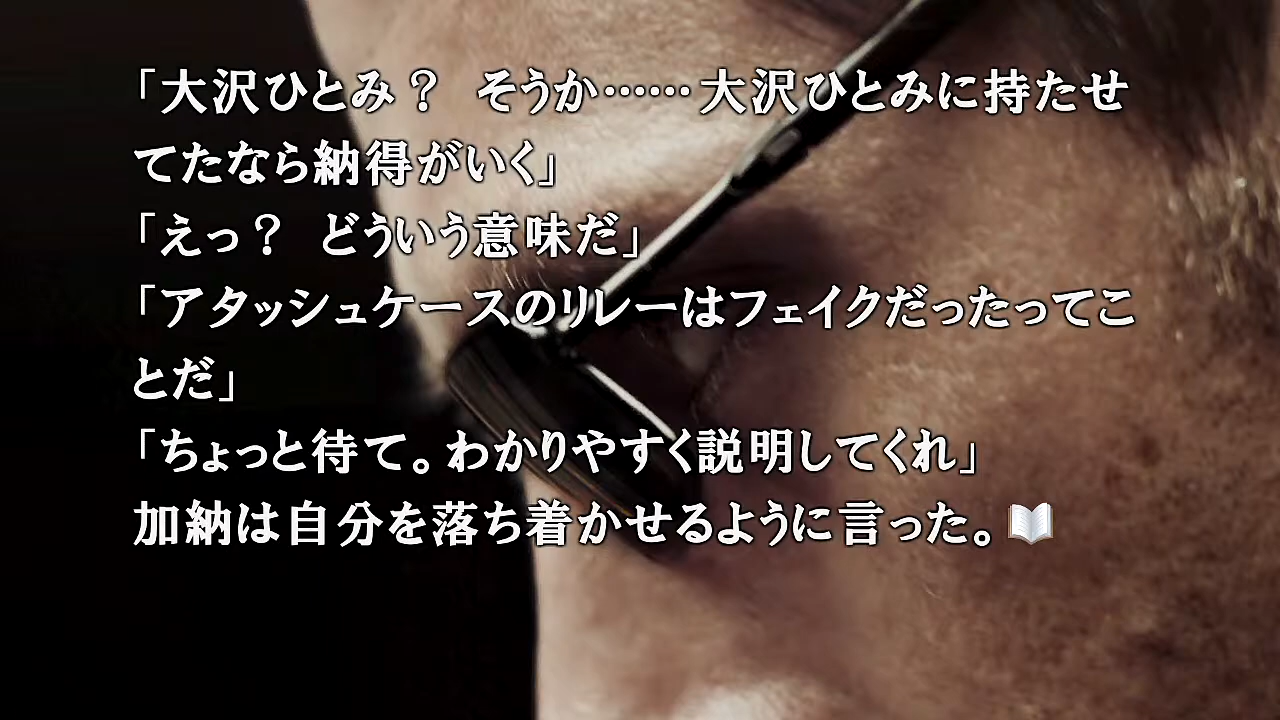 「大沢ひとみ？　そうか……大沢ひとみに持たせ
てたなら納得がいく」
「えっ？　どういう意味だ」
「アタッシュケースのリレーはフェイクだったってこ
とだ」
「ちょっと待て。わかりやすく説明してくれ」
加納は自分を落ち着かせるように言った。